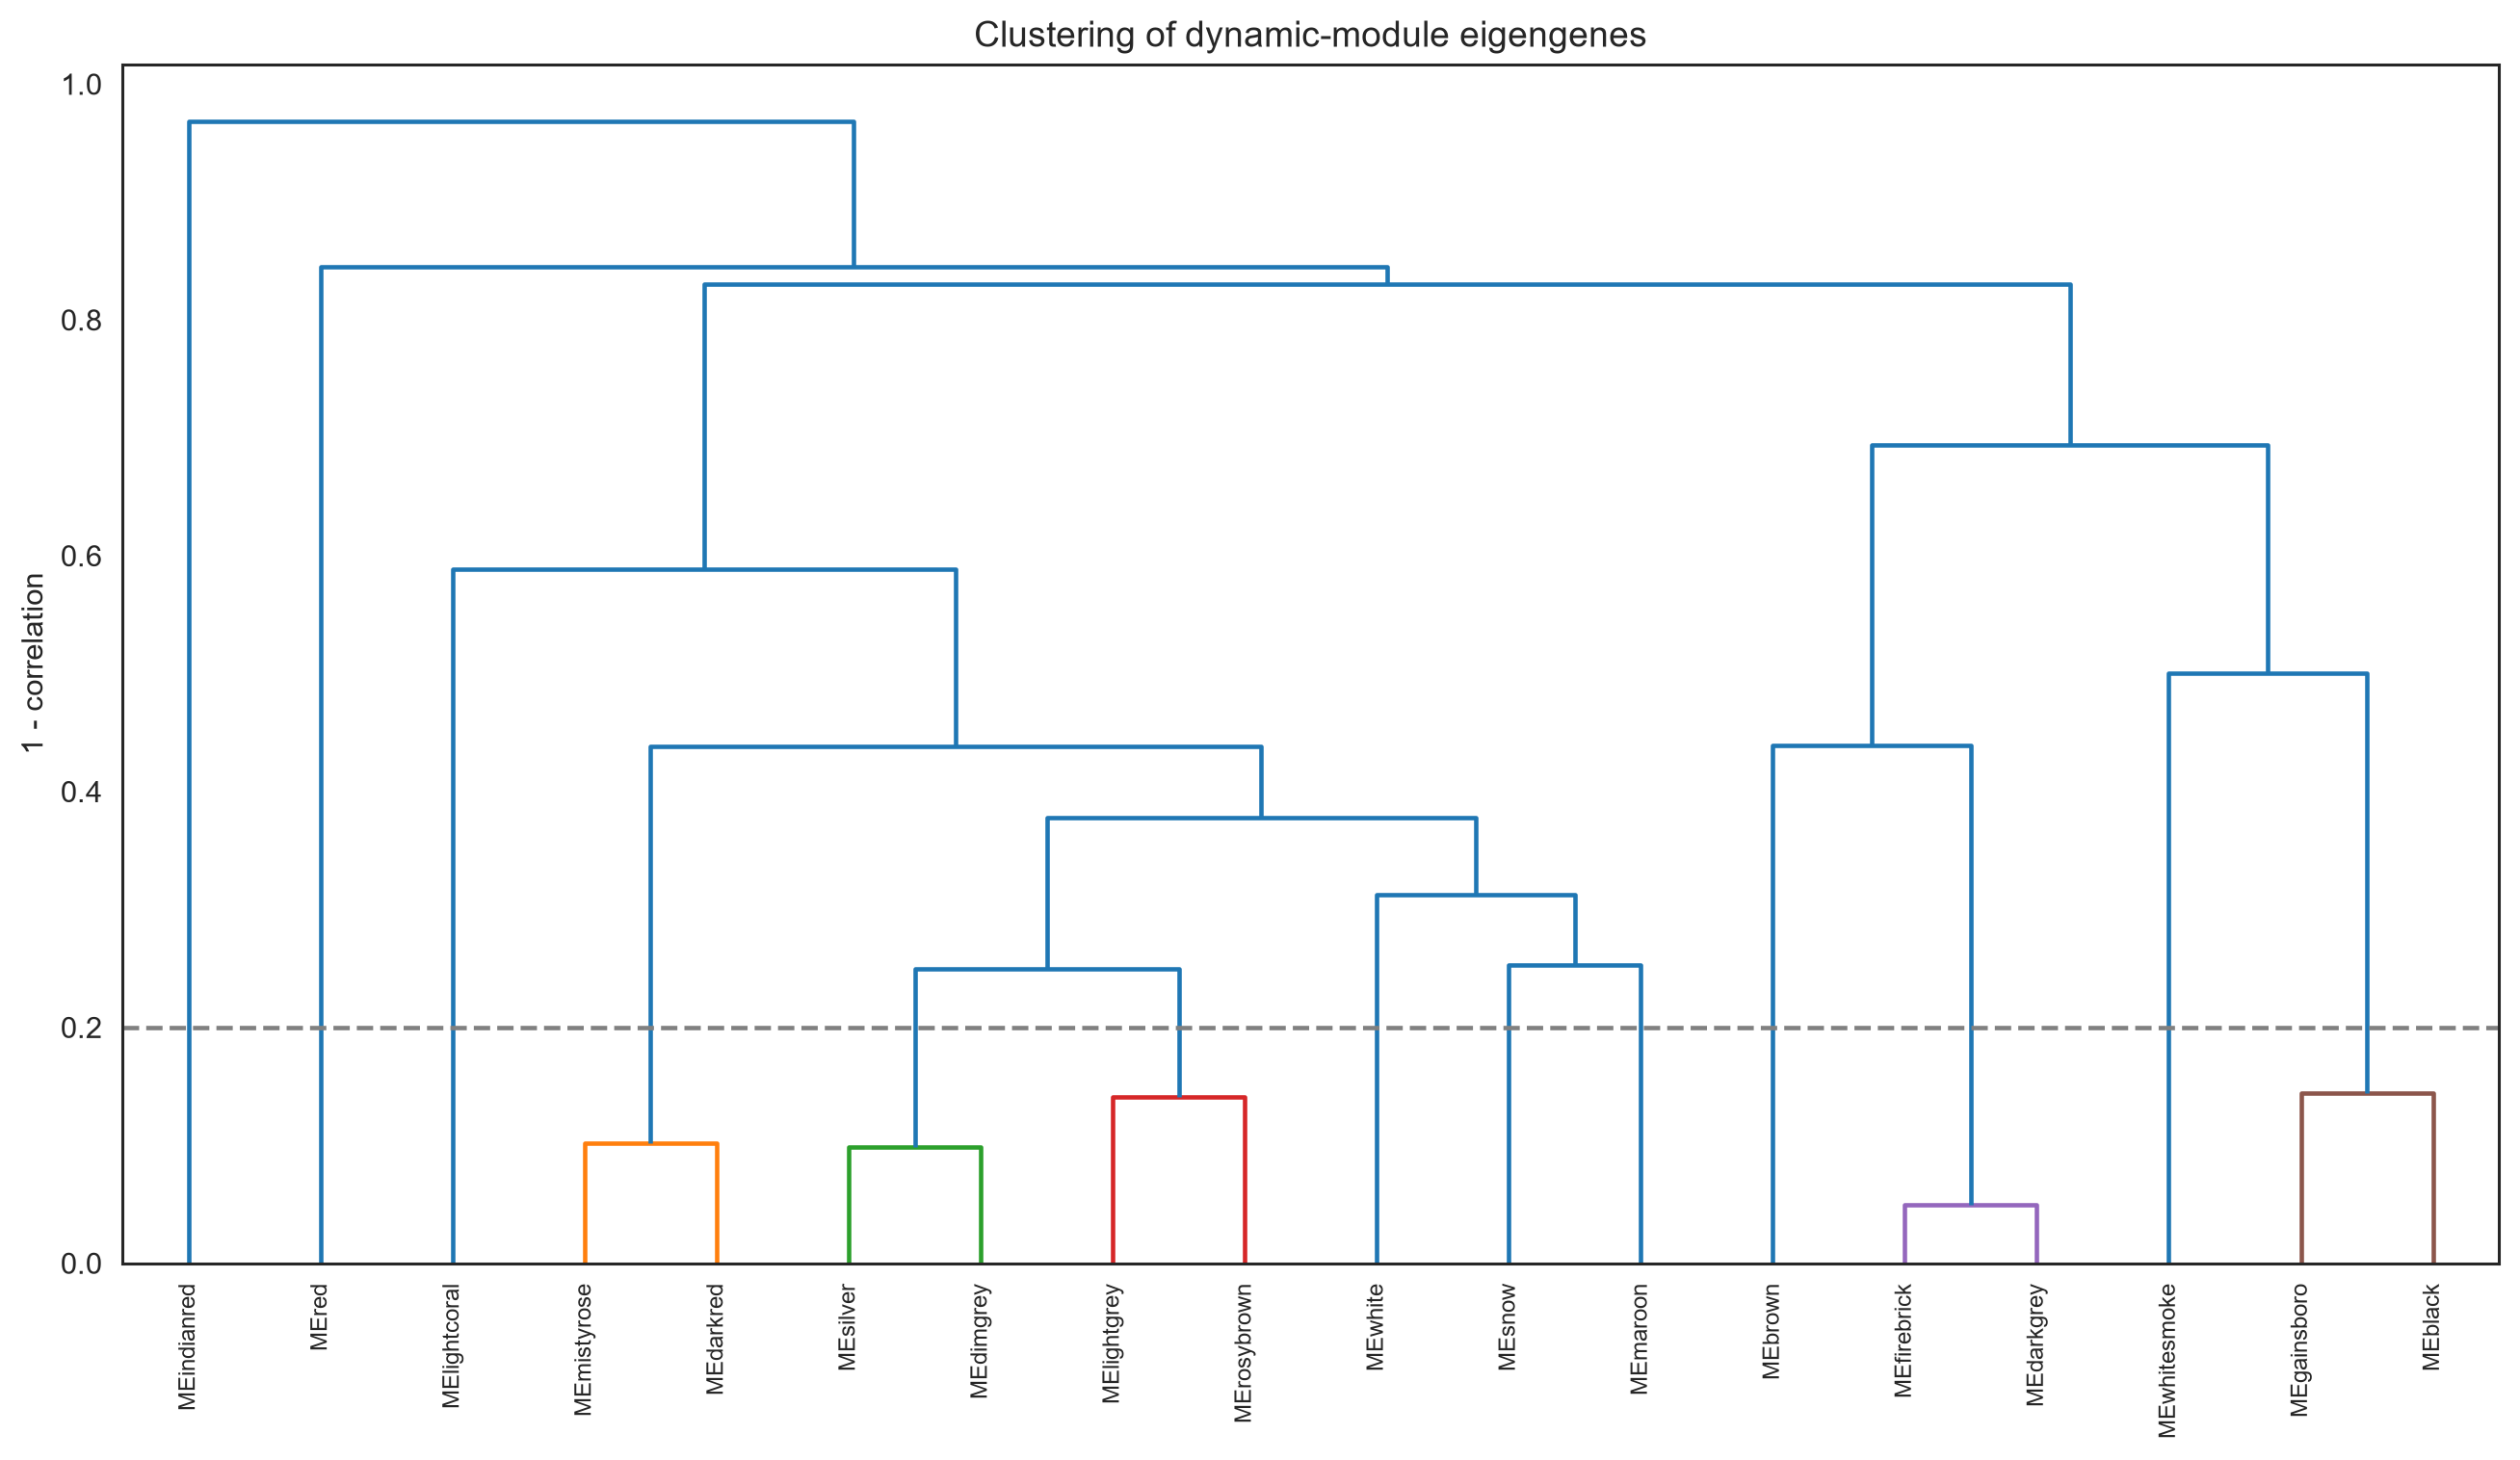 Clustering of dynamic-module eigengenes
1.0
0.8
0.6
0.4
0.2
0.0
1 - correlation
MEindianred
MEred
MElightcoral
MEmistyrose
MEdarkred
MEsilver
MEdimgrey
MElightgrey
MErosybrown
MEwhite
MEsnow
MEmaroon
MEbrown
MEfirebrick
MEdarkgrey
MEwhitesmoke
MEgainsboro
MEblack